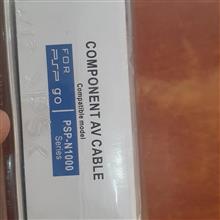 COMPONENT AV CABLE
Compatible model
FOR
PSP go
PSP-N1000
Series